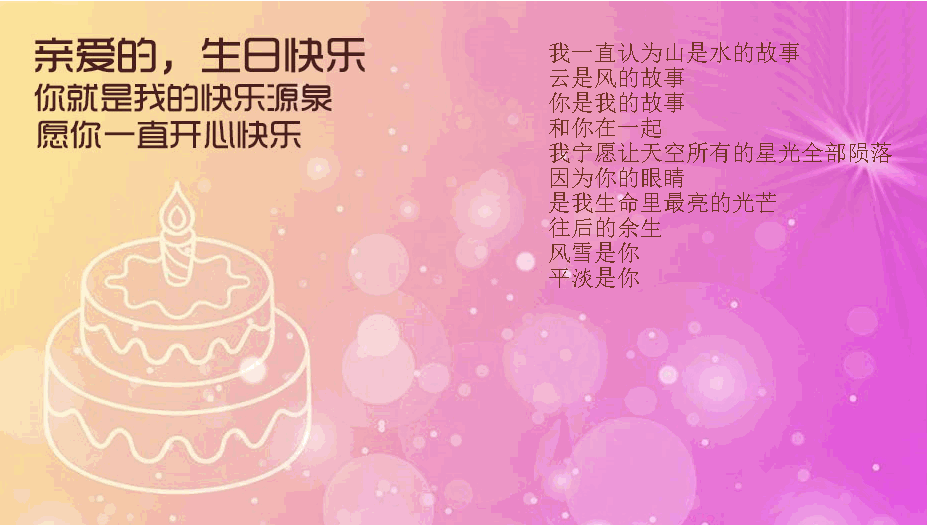 亲爱的，生日快乐
你就是我的快乐源泉
愿你一直开心快乐
我一直认为山是水的故事
云是风的故事
你是我的故事
和你在一起
我宁愿让天空所有的星光全部陨落
因为你的眼睛
是我生命里最亮的光芒
往后的余生
风雪是你
平淡是你